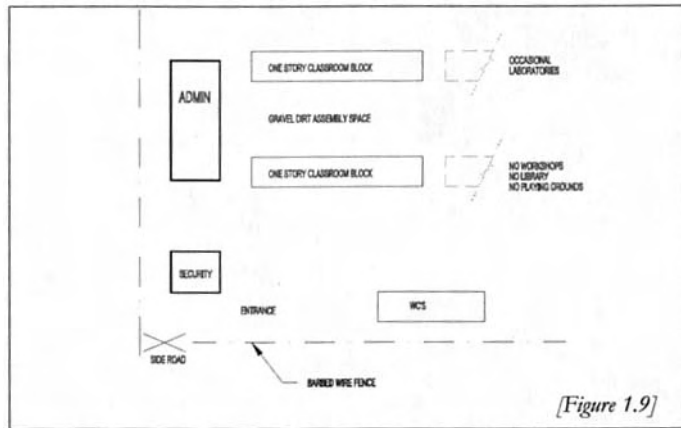 ONE STORY CLASSROOM BLOCK
OCCASIONAL
LABORATORIES
ADMIN
GRAVEL DIRT ASSEMBLY SPACE
ONE STORY CLASSROOM BLOCK
NO WORKSHOPS
NO LIBRARY
NO PLAYING GROUNDS
SECURITY
ENTRANCE
WC'S
SIDE ROAD
BARBED WIRE FENCE
[Figure 1.9]